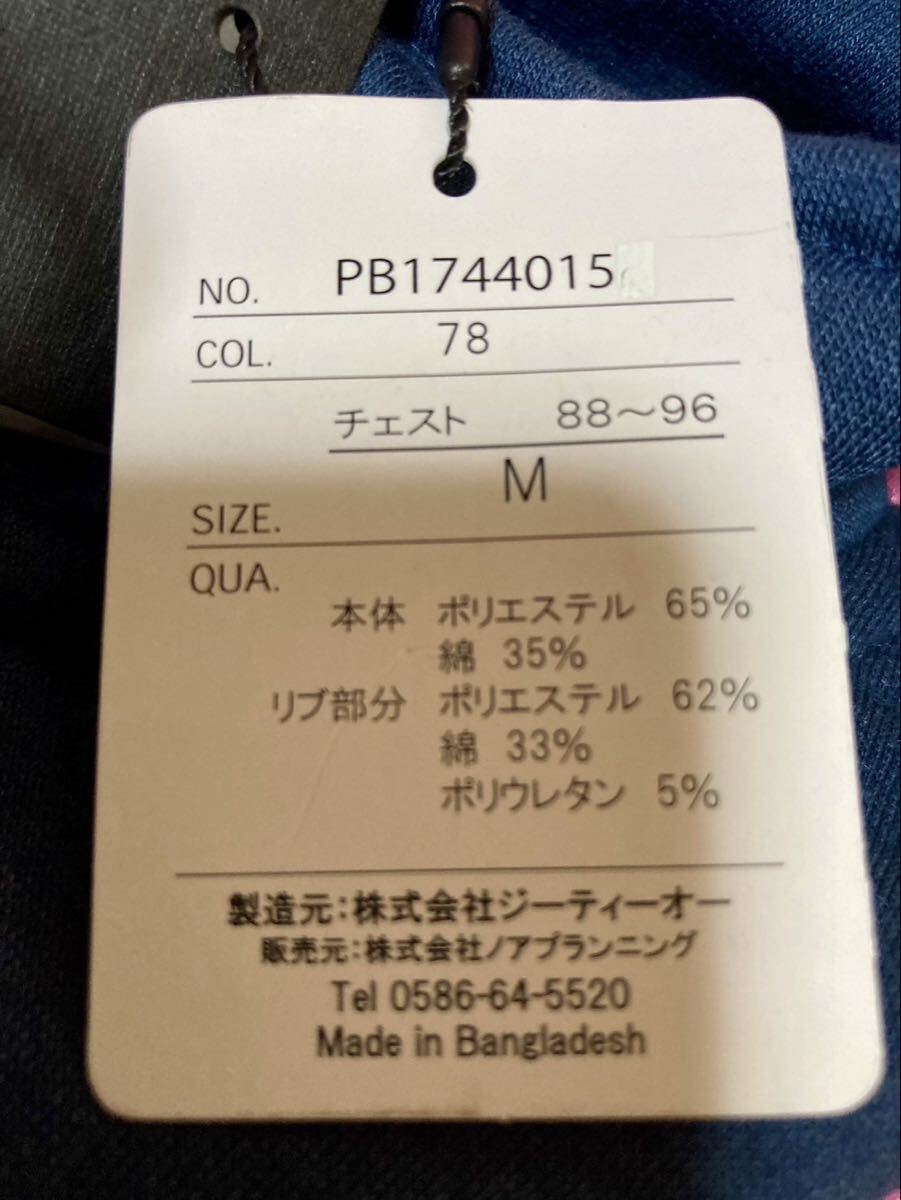 NO. PB1744015
COL. 78
チェスト 88～96
SIZE. M
QUA.
本体 ポリエステル 65%
綿 35%
リブ部分 ポリエステル 62%
綿 33%
ポリウレタン 5%
製造元:株式会社ジーティーオー
販売元:株式会社ノアプランニング
Tel 0586-64-5520
Made in Bangladesh